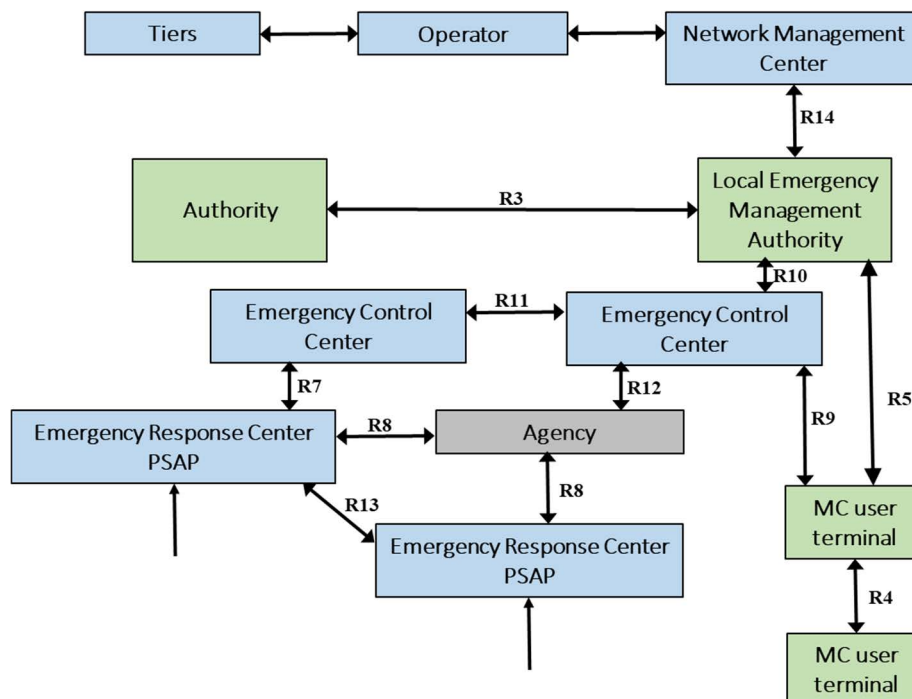 Tiers
Operator
Network Management
Center
R14
Authority
R3
Local Emergency
Management
Authority
R10
Emergency Control
Center
R11
Emergency Control
Center
R7
R12
R9
R5
Emergency Response Center
PSAP
R8
Agency
R13
R8
Emergency Response Center
PSAP
MC user
terminal
R4
MC user
terminal